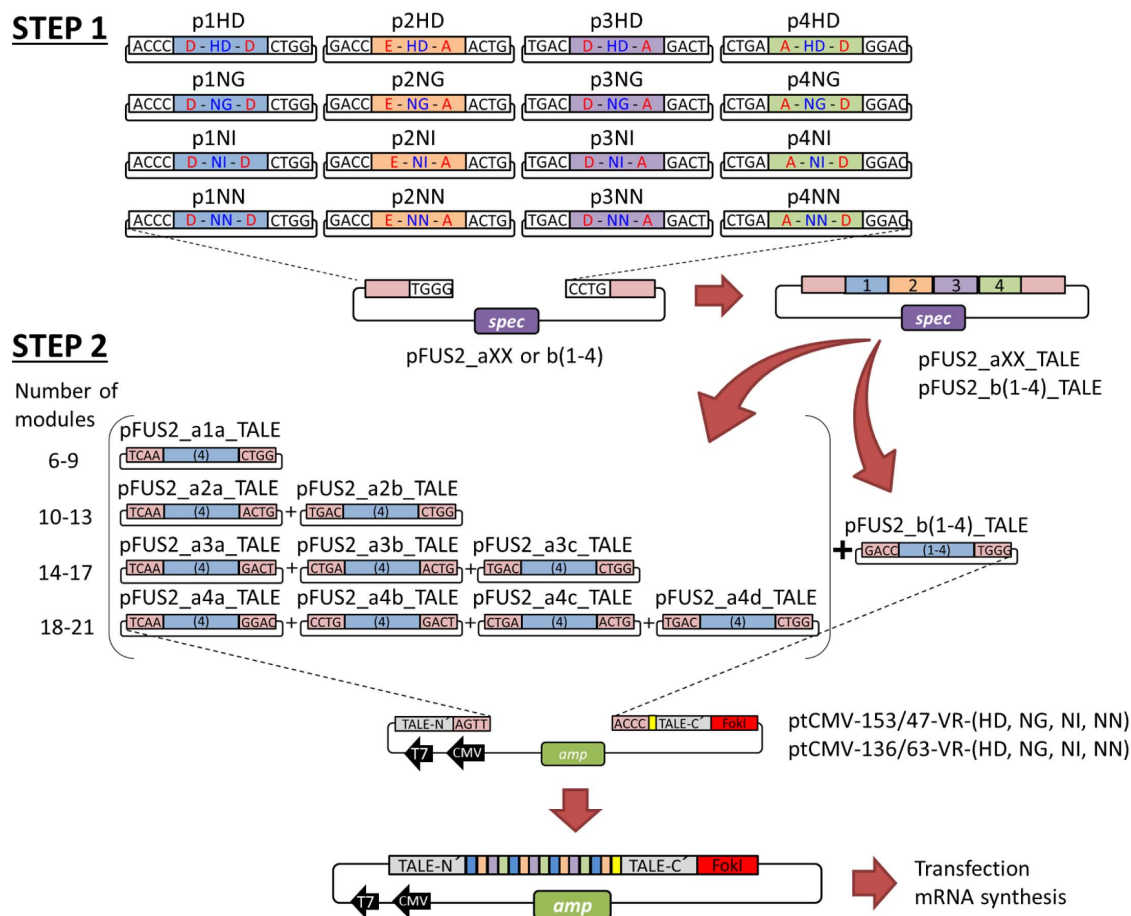 STEP 1
p1HD p2HD p3HD p4HD
ACCC D - HD - D CTGG GACC E - HD - A ACTG TGAC D - HD - A GACT CTGA A - HD - D GGAC
p1NG p2NG p3NG p4NG
ACCC D - NG - D CTGG GACC E - NG - A ACTG TGAC D - NG - A GACT CTGA A - NG - D GGAC
p1NI p2NI p3NI p4NI
ACCC D - NI - D CTGG GACC E - NI - A ACTG TGAC D - NI - A GACT CTGA A - NI - D GGAC
p1NN p2NN p3NN p4NN
ACCC D - NN - D CTGG GACC E - NN - A ACTG TGAC D - NN - A GACT CTGA A - NN - D GGAC
TGGG CCTG 1 2 3 4
spec spec
pFUS2_aXX or b(1-4)
pFUS2_aXX_TALE
pFUS2_b(1-4)_TALE
STEP 2
Number of
modules
pFUS2_a1a_TALE
6-9 TCAA (4) CTGG
pFUS2_a2a_TALE pFUS2_a2b_TALE
10-13 TCAA (4) ACTG + TGAC (4) CTGG
pFUS2_a3a_TALE pFUS2_a3b_TALE pFUS2_a3c_TALE
14-17 TCAA (4) GACT + CTGA (4) ACTG + TGAC (4) CTGG
pFUS2_a4a_TALE pFUS2_a4b_TALE pFUS2_a4c_TALE pFUS2_a4d_TALE
18-21 TCAA (4) GGAC + CCTG (4) GACT + CTGA (4) ACTG + TGAC (4) CTGG
pFUS2_b(1-4)_TALE
+ GACC (1-4) TGGG
TALE-N´ AGTT ACCC TALE-C´ FokI
T7 CMV amp
ptCMV-153/47-VR-(HD, NG, NI, NN)
ptCMV-136/63-VR-(HD, NG, NI, NN)
TALE-N´ TALE-C´ FokI
T7 CMV amp
Transfection
mRNA synthesis